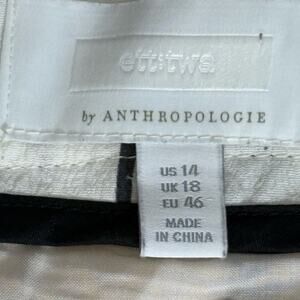 ett:twa
by ANTHROPOLOGIE
US 14
UK 18
EU 46
MADE
IN CHINA